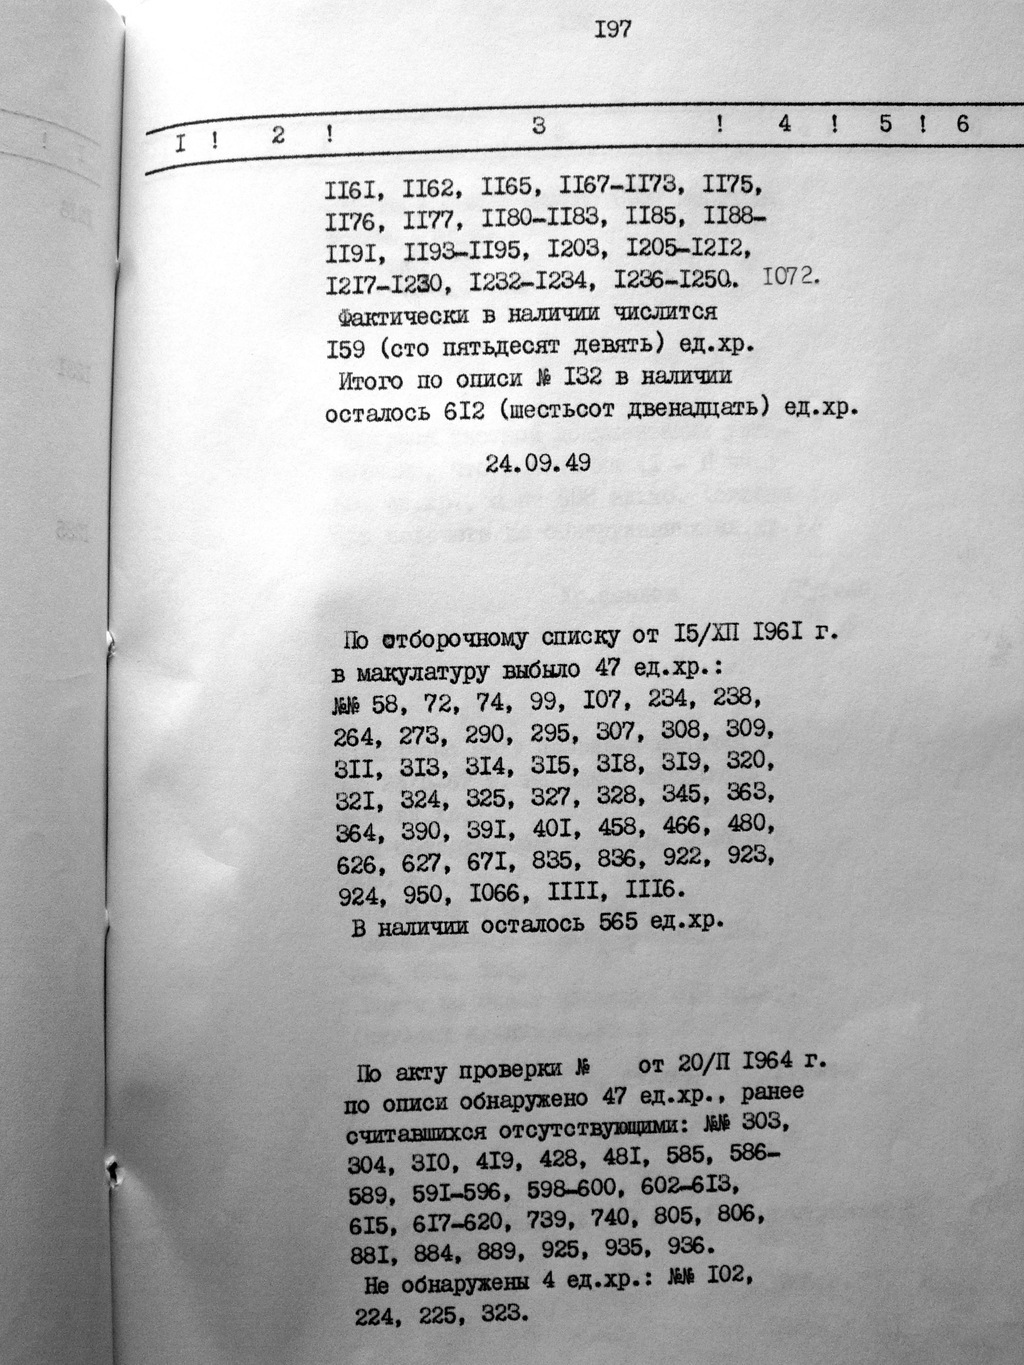 I97
I ! 2 ! 3 ! 4 ! 5 ! 6
II6I, II62, II65, II67-II73, II75,
II76, II77, II80-II83, II85, II88-
II9I, II93-II95, I203, I205-I2I2,
I2I7-I230, I232-I234, I236-I250. I072.
Фактически в наличии числится
I59 (сто пятьдесят девять) ед.хр.
Итого по описи № I32 в наличии
осталось 6I2 (шестьсот двенадцать) ед.хр.
24.09.49
По отборочному списку от I5/ХП I96I г.
в макулатуру выбыло 47 ед.хр.:
№№ 58, 72, 74, 99, I07, 234, 238,
264, 273, 290, 295, 307, 308, 309,
3II, 3I3, 3I4, 3I5, 3I8, 3I9, 320,
32I, 324, 325, 327, 328, 345, 363,
364, 390, 39I, 40I, 458, 466, 480,
626, 627, 67I, 835, 836, 922, 923,
924, 950, I066, IIII, III6.
В наличии осталось 565 ед.хр.
По акту проверки № от 20/П I964 г.
по описи обнаружено 47 ед.хр., ранее
считавшихся отсутствующими: №№ 303,
304, 3I0, 4I9, 428, 48I, 585, 586-
589, 59I-596, 598-600, 602-6I3,
6I5, 6I7-620, 739, 740, 805, 806,
88I, 884, 889, 925, 935, 936.
Не обнаружены 4 ед.хр.: №№ I02,
224, 225, 323.